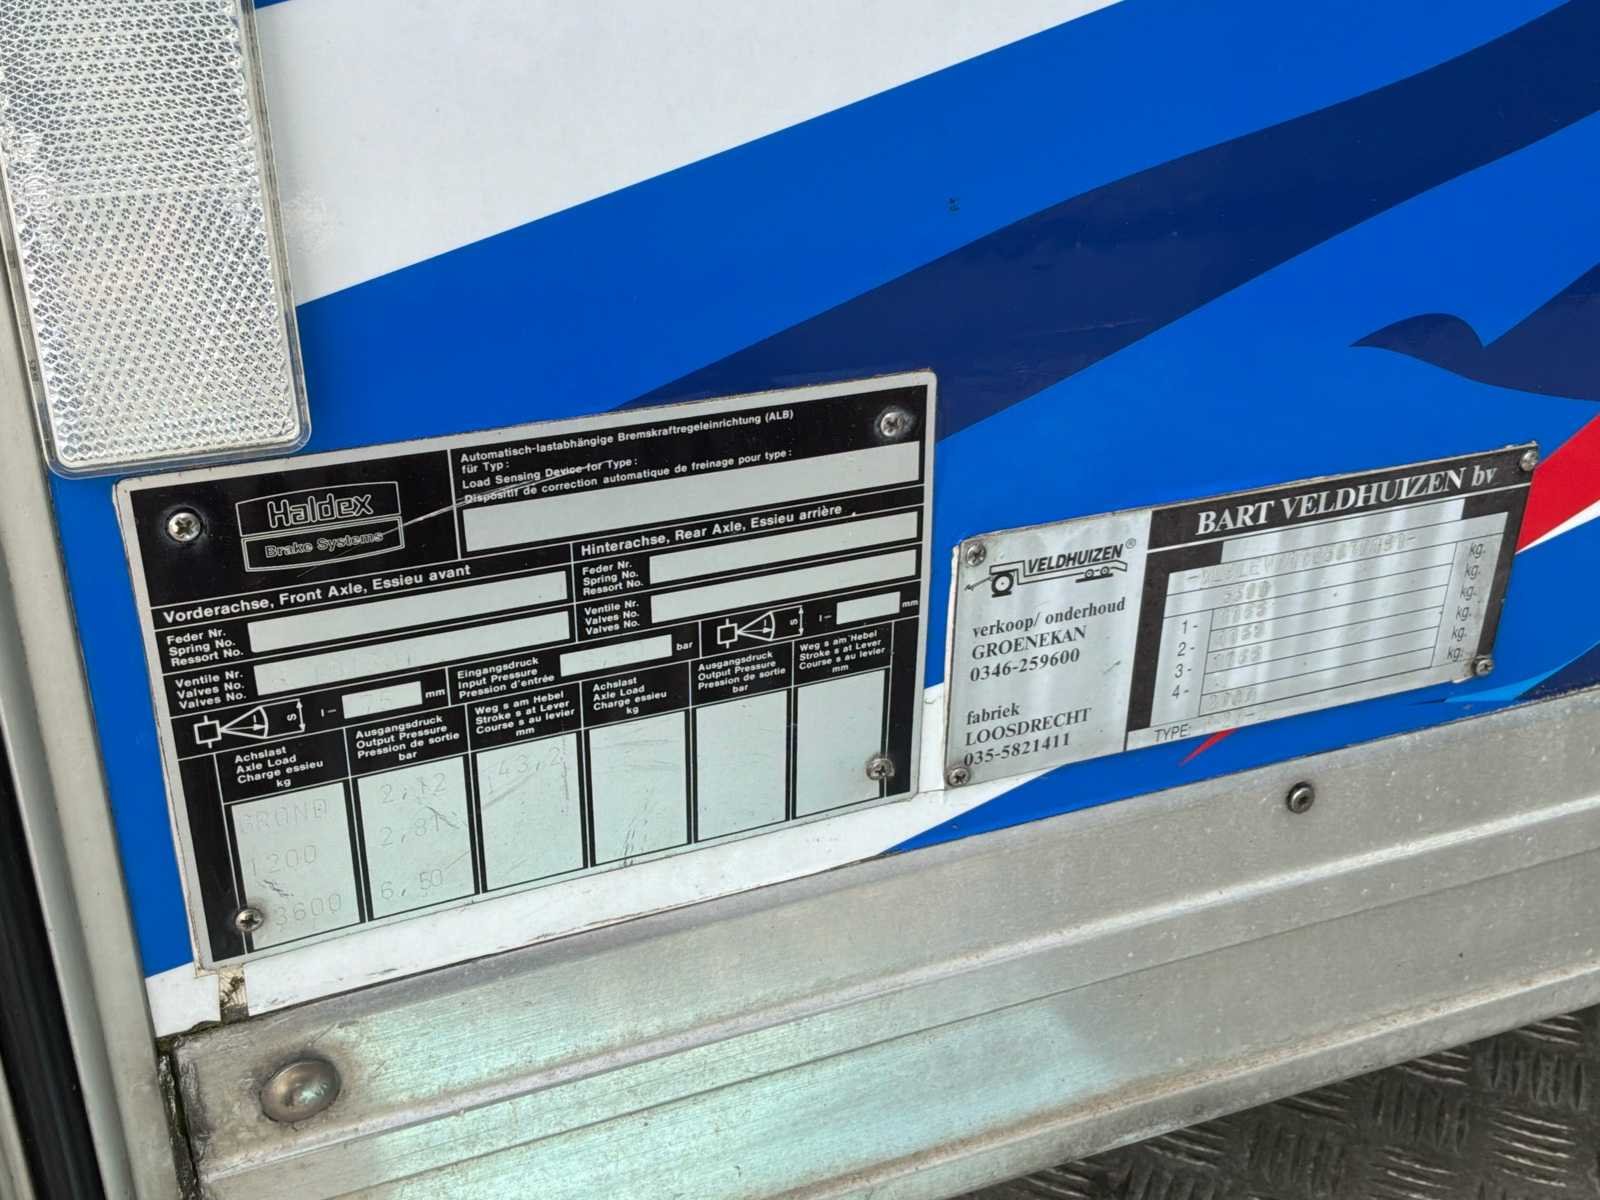 Haldex
Brake Systems
Automatisch-lastabhängige Bremskraftregeleinrichtung (ALB)
für Typ:
Load Sensing Device for Type:
Dispositif de correction automatique de freinage pour type:
Vorderachse, Front Axle, Essieu avant
Feder Nr.
Spring No.
Ressort No.
Ventile Nr.
Valves No.
Valves No.
Hinterachse, Rear Axle, Essieu arrière
Feder Nr.
Spring No.
Ressort No.
Ventile Nr.
Valves No.
Valves No.
S
l= 75 mm
Eingangsdruck
Input Pressure
Pression d'entrée
bar
S
l= mm
Achslast
Axle Load
Charge essieu
kg
Ausgangsdruck
Output Pressure
Pression de sortie
bar
Weg s am Hebel
Stroke s at Lever
Course s au levier
mm
Achslast
Axle Load
Charge essieu
kg
Ausgangsdruck
Output Pressure
Pression de sortie
bar
Weg s am Hebel
Stroke s at Lever
Course s au levier
mm
GROND 2,12 43,2
1200
3600 6,50
VELDHUIZEN®
verkoop/ onderhoud
GROENEKAN
0346-259600
fabriek
LOOSDRECHT
035-5821411
BART VELDHUIZEN bv
kg.
kg.
1- kg.
2- kg.
3- kg.
4- kg.
TYPE: